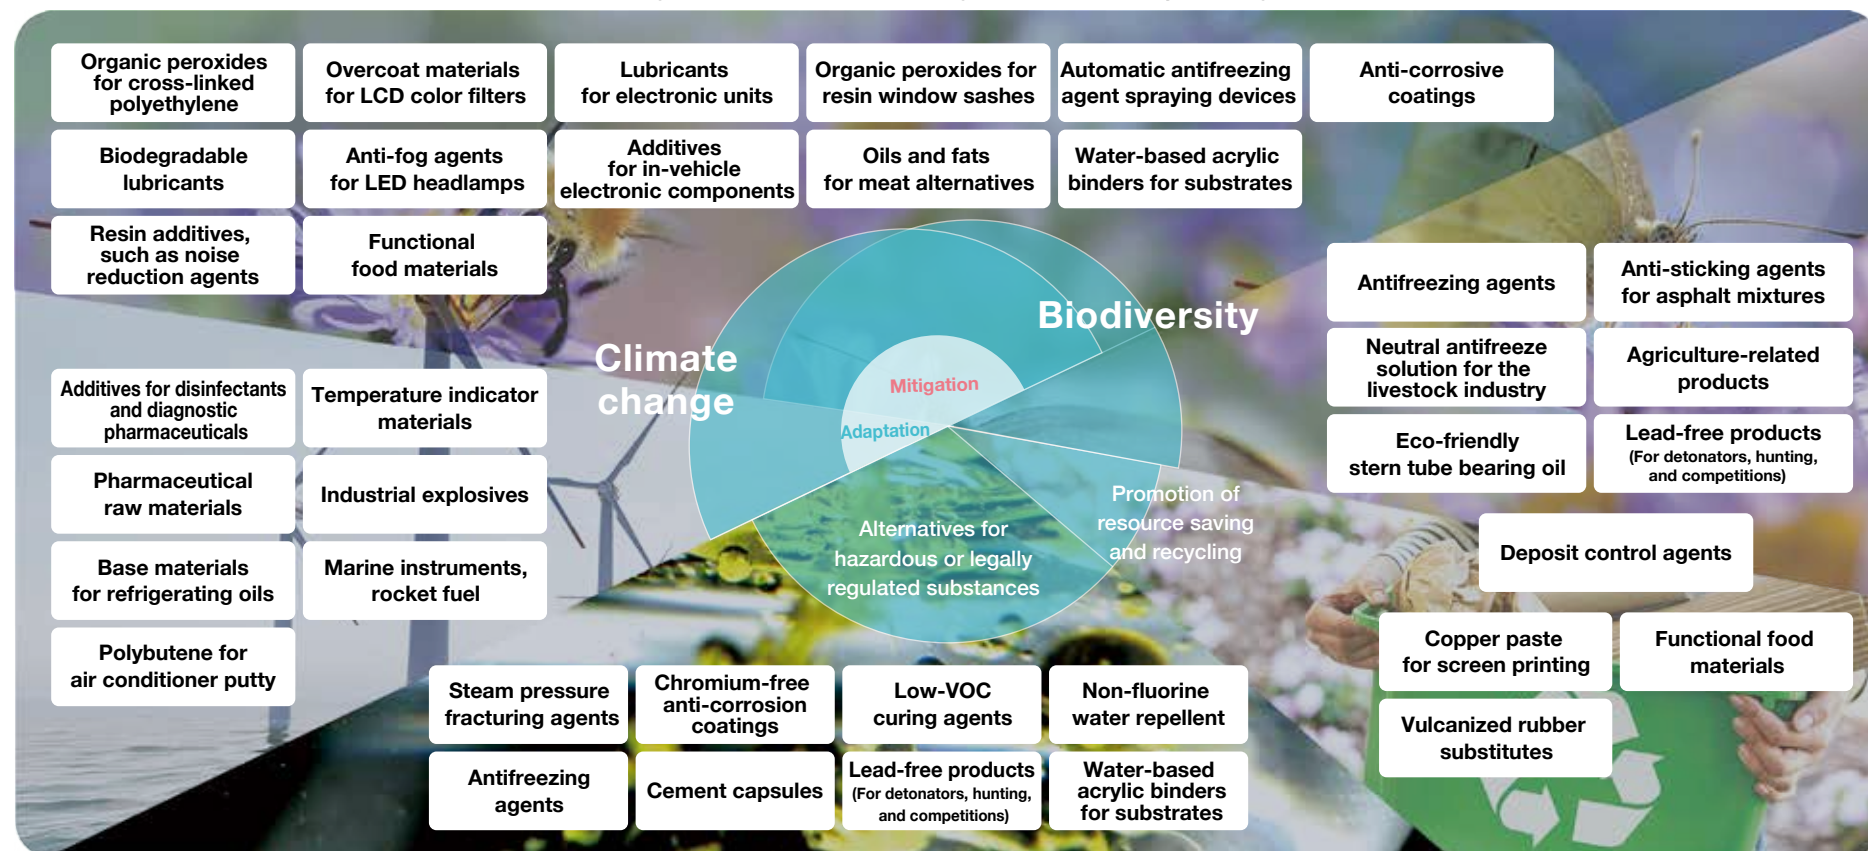 Organic peroxides
for cross-linked
polyethylene
Overcoat materials
for LCD color filters
Lubricants
for electronic units
Organic peroxides for
resin window sashes
Automatic antifreezing
agent spraying devices
Anti-corrosive
coatings
Biodegradable
lubricants
Anti-fog agents
for LED headlamps
Additives
for in-vehicle
electronic components
Oils and fats
for meat alternatives
Water-based acrylic
binders for substrates
Resin additives,
such as noise
reduction agents
Functional
food materials
Climate
change
Biodiversity
Mitigation
Adaptation
Additives for disinfectants
and diagnostic
pharmaceuticals
Temperature indicator
materials
Pharmaceutical
raw materials
Industrial explosives
Base materials
for refrigerating oils
Marine instruments,
rocket fuel
Polybutene for
air conditioner putty
Antifreezing agents
Anti-sticking agents
for asphalt mixtures
Neutral antifreeze
solution for the
livestock industry
Agriculture-related
products
Eco-friendly
stern tube bearing oil
Lead-free products
(For detonators, hunting,
and competitions)
Alternatives for
hazardous or legally
regulated substances
Promotion of
resource saving
and recycling
Deposit control agents
Copper paste
for screen printing
Functional food
materials
Vulcanized rubber
substitutes
Steam pressure
fracturing agents
Chromium-free
anti-corrosion
coatings
Low-VOC
curing agents
Non-fluorine
water repellent
Antifreezing
agents
Cement capsules
Lead-free products
(For detonators, hunting,
and competitions)
Water-based
acrylic binders
for substrates